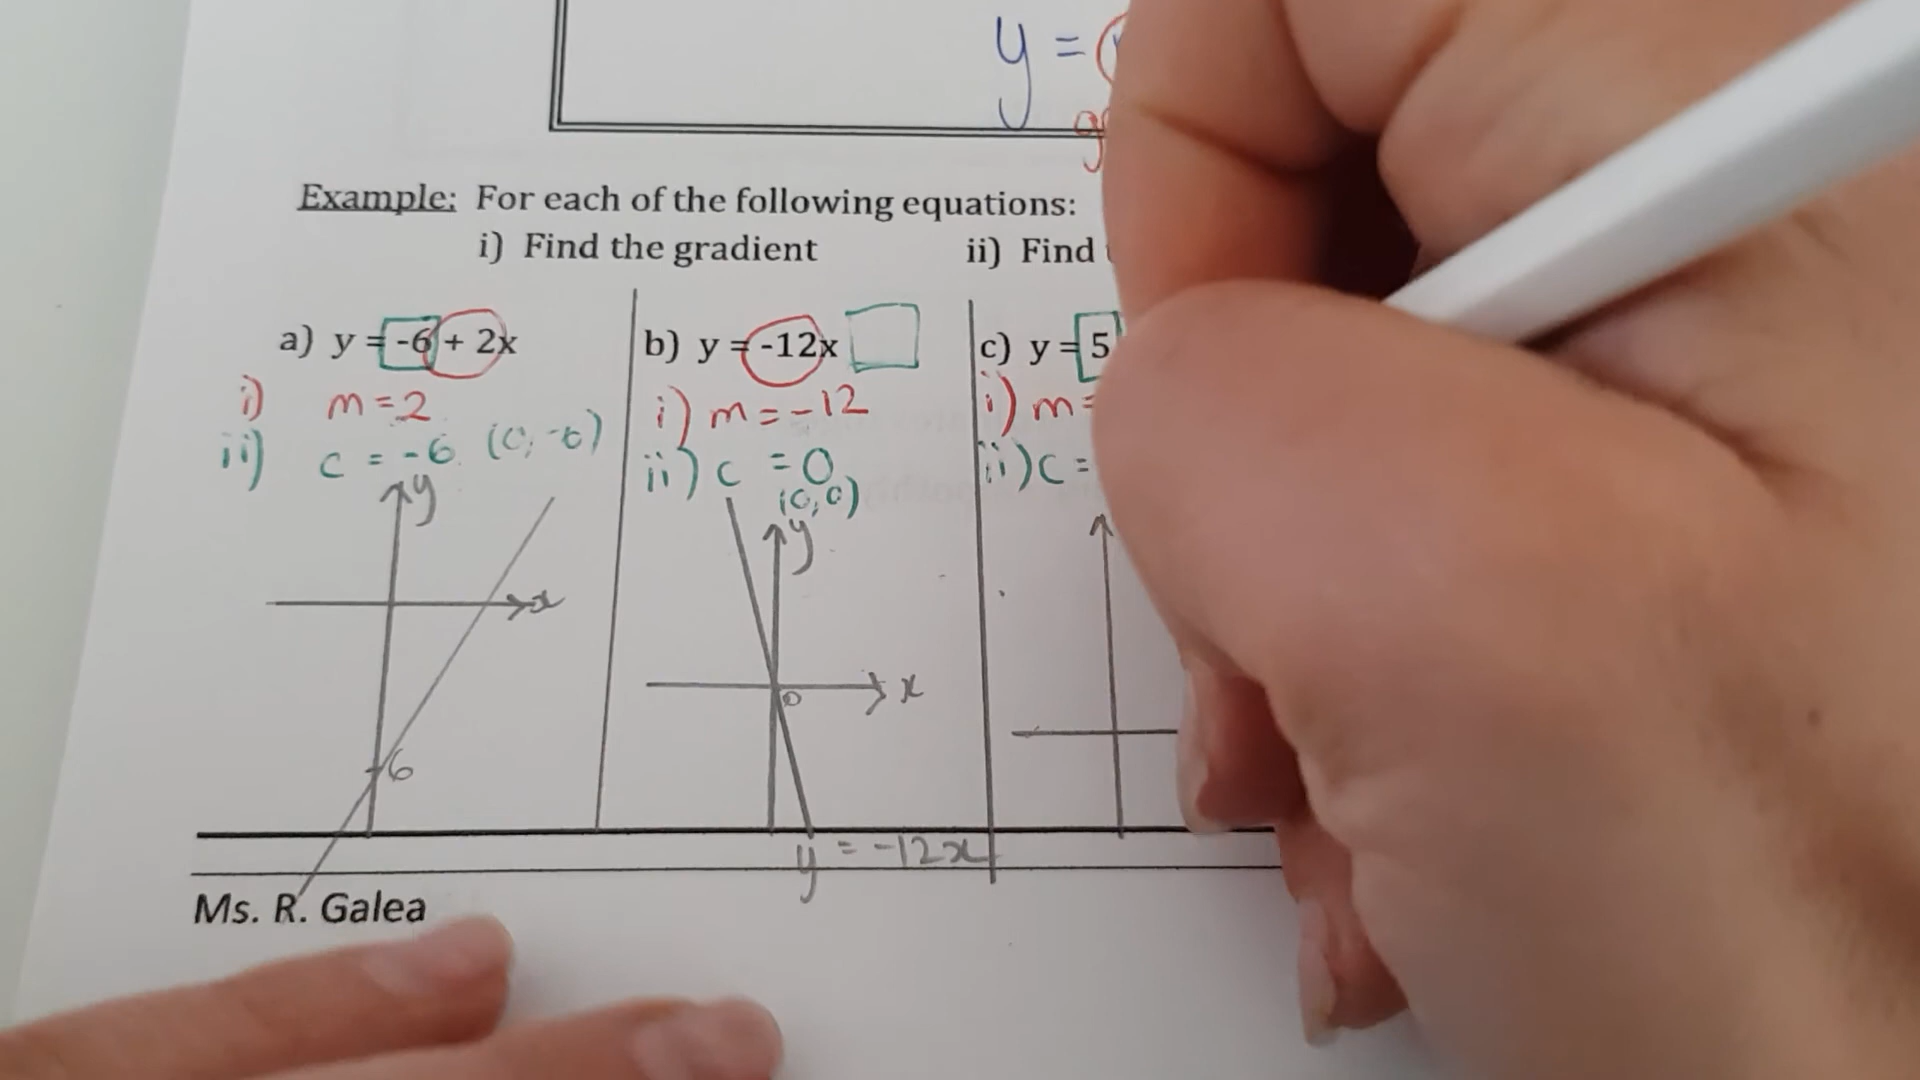 y =
Example: For each of the following equations:
i) Find the gradient ii) Find
a) y = -6 + 2x b) y = -12x c) y = 5
i) m = 2 i) m = -12 i) m =
ii) c = -6 (0, -6) ii) c = 0 ii) c =
(0,0)
y y
x
x
0
-6
y = -12x
Ms. R. Galea